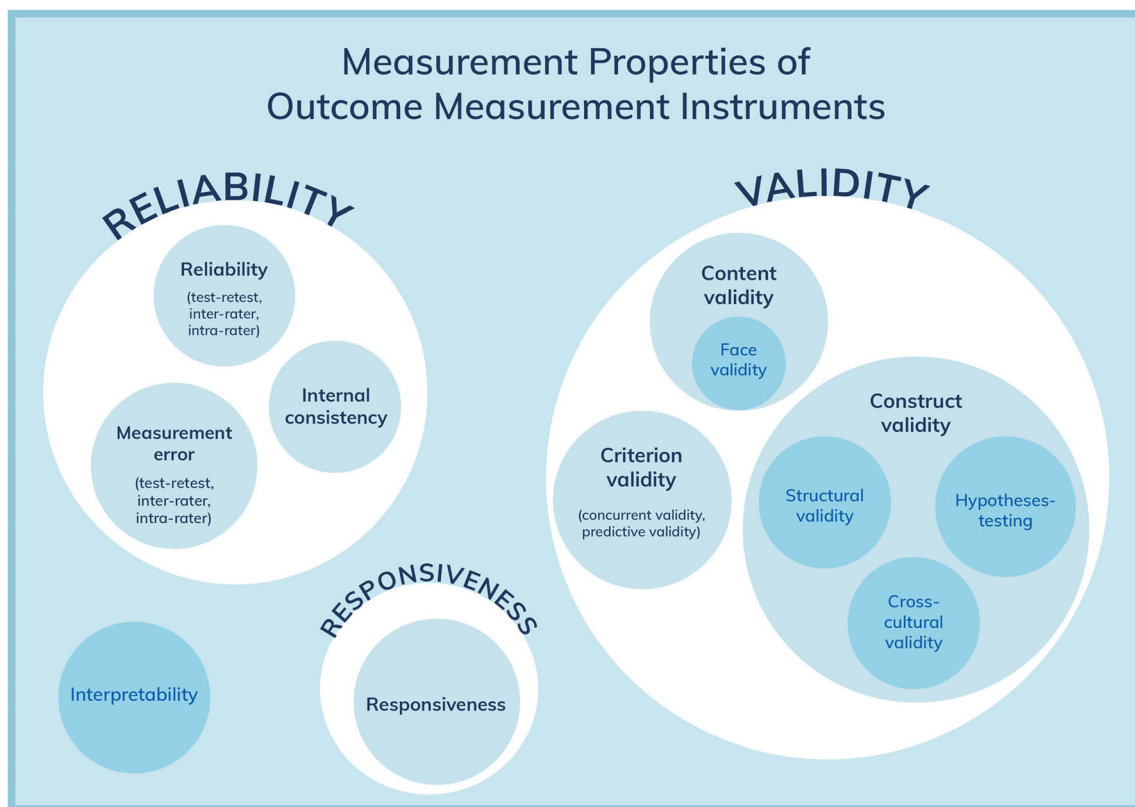 Measurement Properties of
Outcome Measurement Instruments
RELIABILITY
Reliability
(test-retest,
inter-rater,
intra-rater)
Internal
consistency
Measurement
error
(test-retest,
inter-rater,
intra-rater)
VALIDITY
Content
validity
Face
validity
Criterion
validity
(concurrent validity,
predictive validity)
Construct
validity
Structural
validity
Hypotheses-
testing
Cross-
cultural
validity
RESPONSIVENESS
Responsiveness
Interpretability